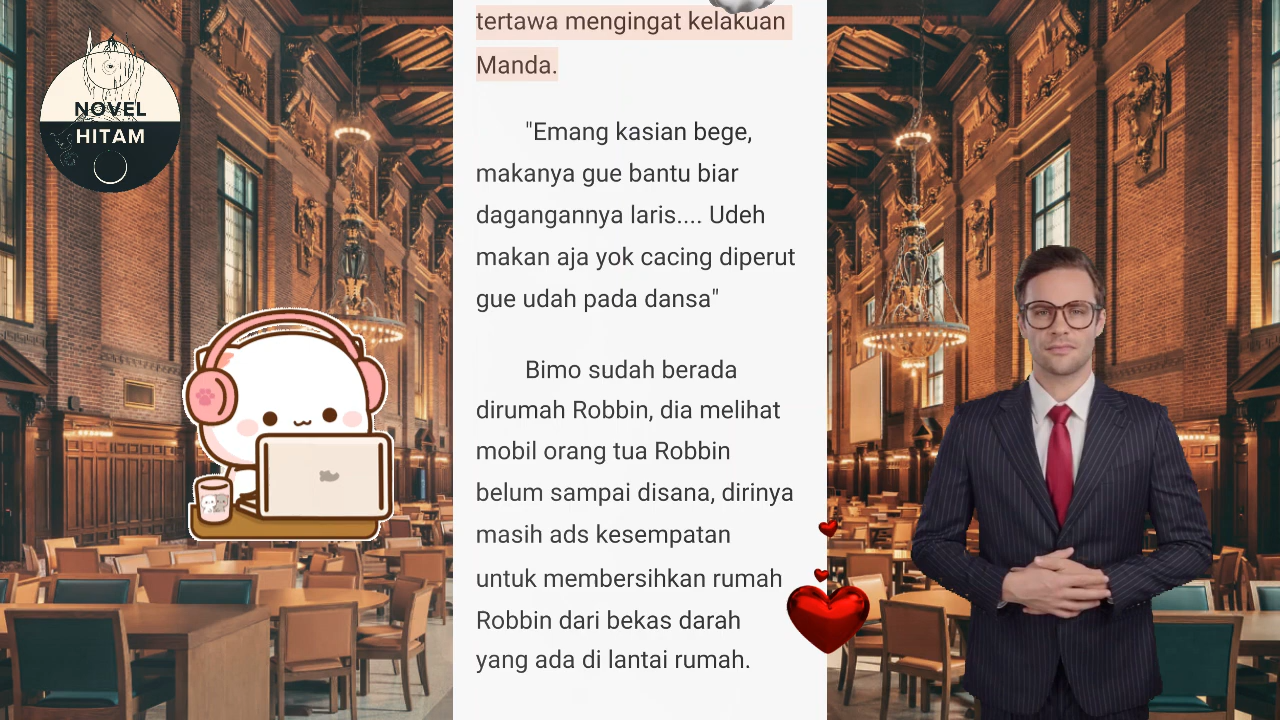 NOVEL
HITAM
tertawa mengingat kelakuan
Manda.
"Emang kasian bege,
makanya gue bantu biar
dagangannya laris.... Udeh
makan aja yok cacing diperut
gue udah pada dansa"
Bimo sudah berada
dirumah Robbin, dia melihat
mobil orang tua Robbin
belum sampai disana, dirinya
masih ads kesempatan
untuk membersihkan rumah
Robbin dari bekas darah
yang ada di lantai rumah.